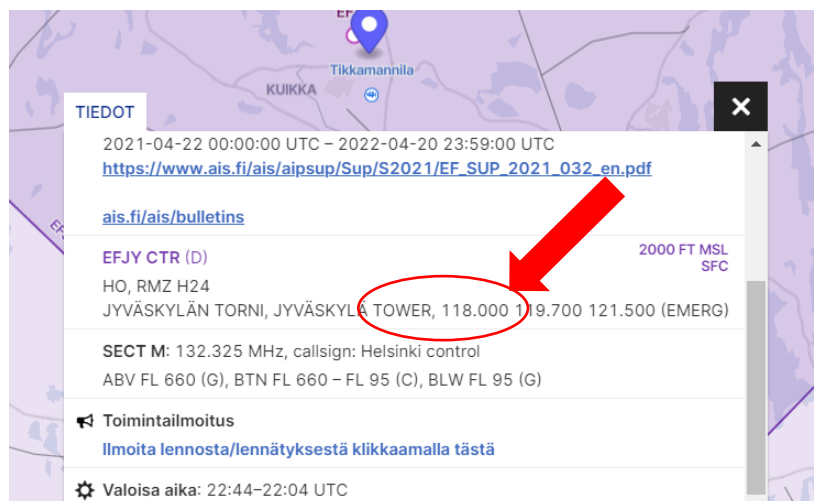 EF
Tikkamannila
KUIKKA
TIEDOT
2021-04-22 00:00:00 UTC – 2022-04-20 23:59:00 UTC
https://www.ais.fi/ais/aipsup/Sup/S2021/EF_SUP_2021_032_en.pdf
ais.fi/ais/bulletins
EFJY CTR (D)
2000 FT MSL
SFC
HO, RMZ H24
JYVÄSKYLÄN TORNI, JYVÄSKYLÄ TOWER, 118.000 119.700 121.500 (EMERG)
SECT M: 132.325 MHz, callsign: Helsinki control
ABV FL 660 (G), BTN FL 660 – FL 95 (C), BLW FL 95 (G)
Toimintailmoitus
Ilmoita lennosta/lennätyksestä klikkaamalla tästä
Valoisa aika: 22:44–22:04 UTC